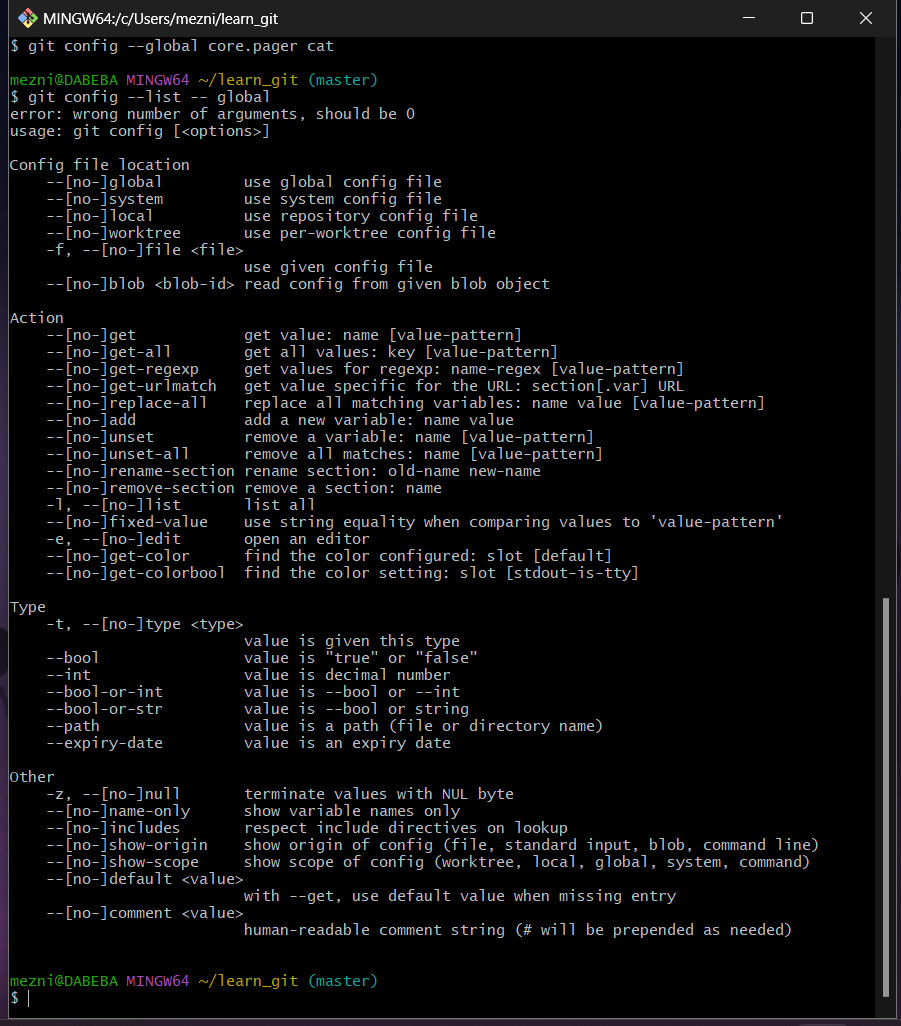 MINGW64:/c/Users/mezni/learn_git
$ git config --global core.pager cat
mezni@DABEBA MINGW64 ~/learn_git (master)
$ git config --list -- global
error: wrong number of arguments, should be 0
usage: git config [<options>]
Config file location
    --[no-]global         use global config file
    --[no-]system         use system config file
    --[no-]local          use repository config file
    --[no-]worktree       use per-worktree config file
    -f, --[no-]file <file>
                          use given config file
    --[no-]blob <blob-id> read config from given blob object
Action
    --[no-]get            get value: name [value-pattern]
    --[no-]get-all        get all values: key [value-pattern]
    --[no-]get-regexp     get values for regexp: name-regex [value-pattern]
    --[no-]get-urlmatch   get value specific for the URL: section[.var] URL
    --[no-]replace-all    replace all matching variables: name value [value-pattern]
    --[no-]add            add a new variable: name value
    --[no-]unset          remove a variable: name [value-pattern]
    --[no-]unset-all      remove all matches: name [value-pattern]
    --[no-]rename-section rename section: old-name new-name
    --[no-]remove-section remove a section: name
    -l, --[no-]list       list all
    --[no-]fixed-value    use string equality when comparing values to 'value-pattern'
    -e, --[no-]edit       open an editor
    --[no-]get-color      find the color configured: slot [default]
    --[no-]get-colorbool  find the color setting: slot [stdout-is-tty]
Type
    -t, --[no-]type <type>
                          value is given this type
    --bool                value is "true" or "false"
    --int                 value is decimal number
    --bool-or-int         value is --bool or --int
    --bool-or-str         value is --bool or string
    --path                value is a path (file or directory name)
    --expiry-date         value is an expiry date
Other
    -z, --[no-]null       terminate values with NUL byte
    --[no-]name-only      show variable names only
    --[no-]includes       respect include directives on lookup
    --[no-]show-origin    show origin of config (file, standard input, blob, command line)
    --[no-]show-scope     show scope of config (worktree, local, global, system, command)
    --[no-]default <value>
                          with --get, use default value when missing entry
    --[no-]comment <value>
                          human-readable comment string (# will be prepended as needed)
mezni@DABEBA MINGW64 ~/learn_git (master)
$